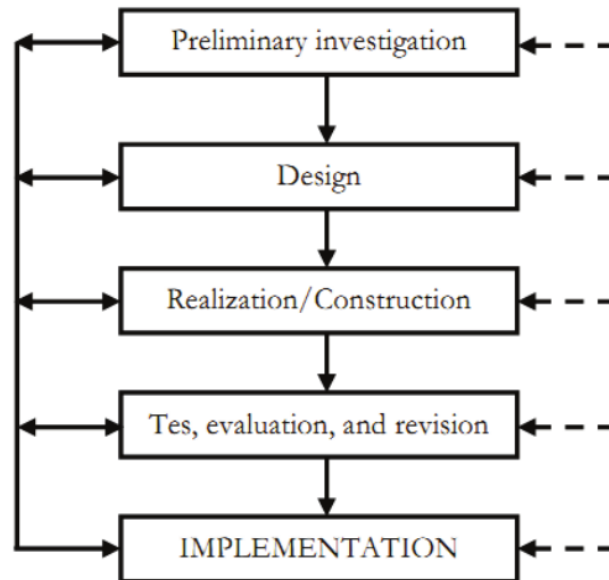 Preliminary investigation
Design
Realization/Construction
Tes, evaluation, and revision
IMPLEMENTATION